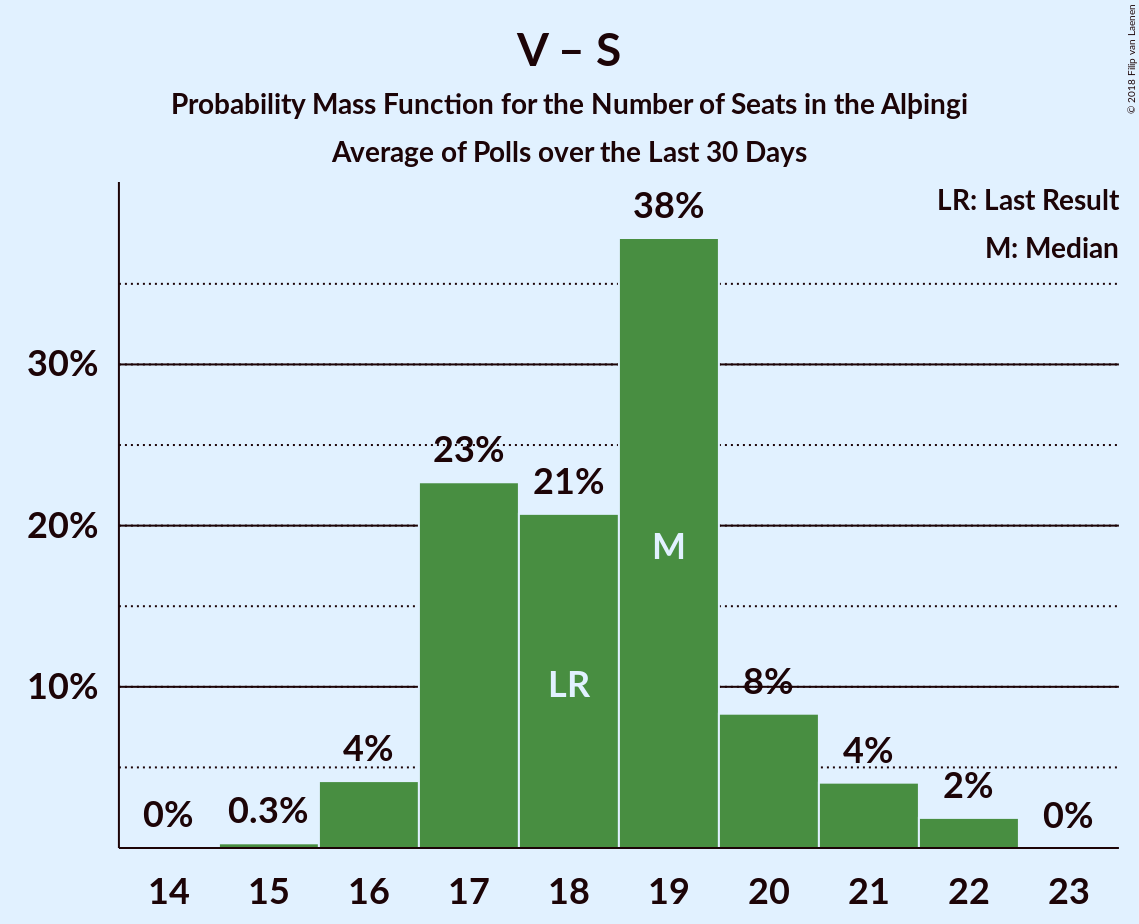 V – S
Probability Mass Function for the Number of Seats in the Alþingi
Average of Polls over the Last 30 Days
© 2018 Filip van Laenen
LR: Last Result
M: Median
38%
30%
23%
21%
20%
M
LR
10%
8%
4%
4%
2%
0%
0.3%
0%
14 15 16 17 18 19 20 21 22 23